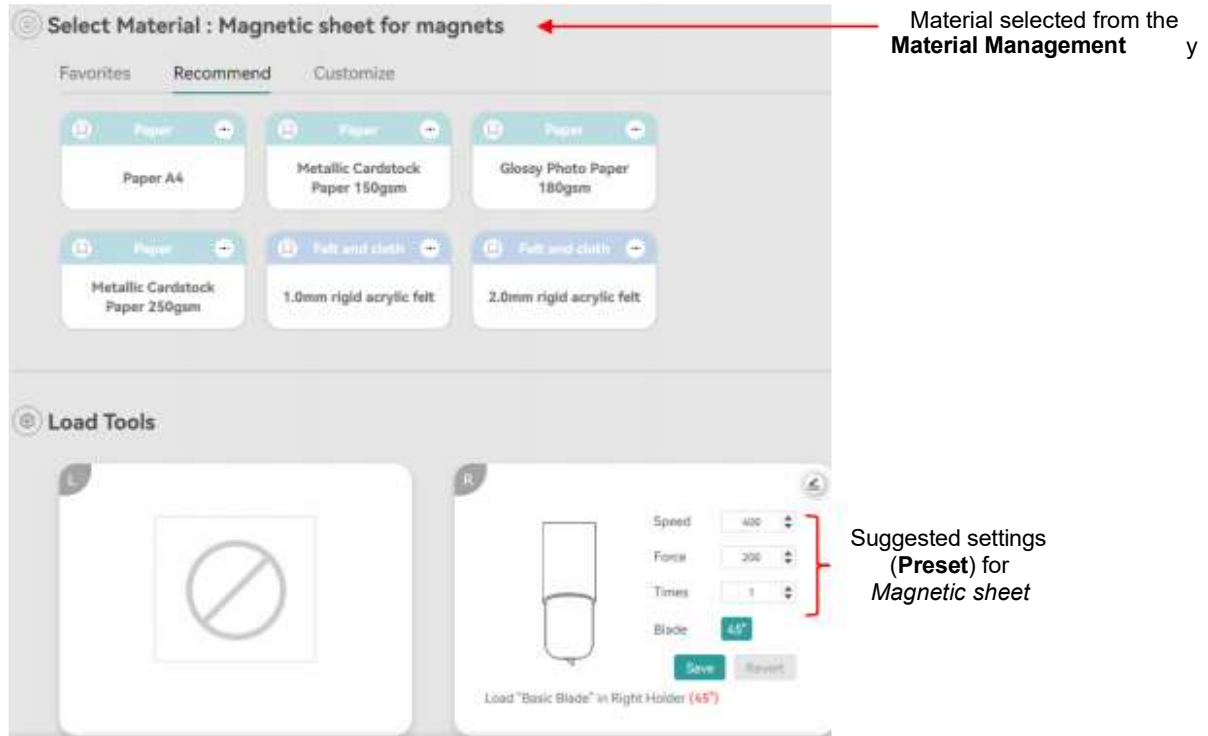 Select Material : Magnetic sheet for magnets
Material selected from the
Material Management y
Favorites Recommend Customize
Paper Paper Paper
Paper A4
Metallic Cardstock
Paper 150gsm
Glossy Photo Paper
180gsm
Paper Felt and cloth Felt and cloth
Metallic Cardstock
Paper 250gsm
1.0mm rigid acrylic felt
2.0mm rigid acrylic felt
Load Tools
L
R
Speed 400
Force 200
Times 1
Blade 45°
Save Revert
Load "Basic Blade" in Right Holder (45°)
Suggested settings
(Preset) for
Magnetic sheet